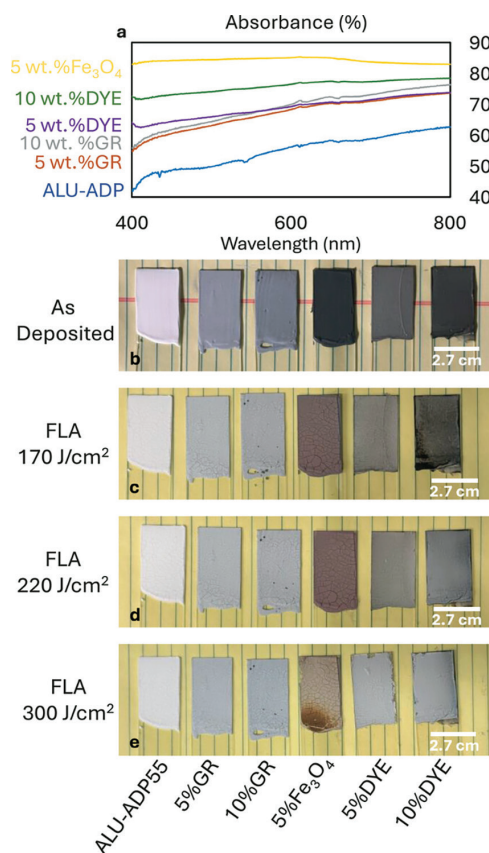 a
Absorbance (%)
5 wt.%Fe₃O₄
10 wt.%DYE
5 wt.%DYE
10 wt. %GR
5 wt.%GR
ALU-ADP
90
80
70
60
50
40
400
600
800
Wavelength (nm)
As
Deposited
b
2.7 cm
FLA
170 J/cm²
c
2.7 cm
FLA
220 J/cm²
d
2.7 cm
FLA
300 J/cm²
e
2.7 cm
ALU-ADP55
5%GR
10%GR
5%Fe₃O₄
5%DYE
10%DYE